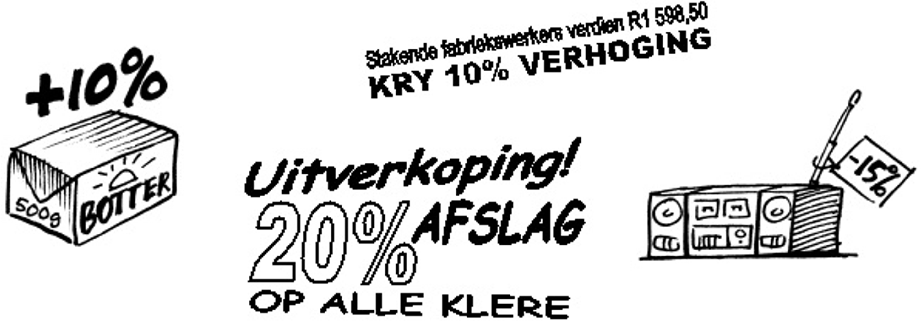 Stakende fabriekswerkers verdien R1 598,50
KRY 10% VERHOGING
+10%
500g
BOTTER
Uitverkoping!
20% AFSLAG
OP ALLE KLERE
-15%